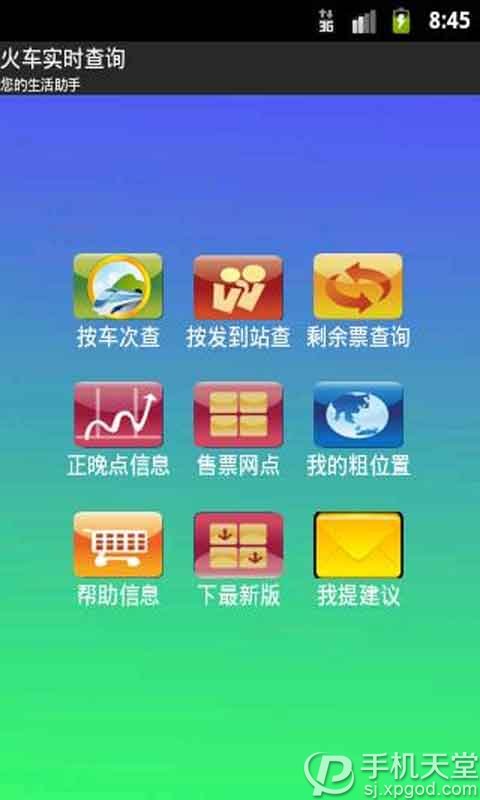 3G 8:45
火车实时查询
您的生活助手
按车次查 按发到站查 剩余票查询
正晚点信息 售票网点 我的粗位置
帮助信息 下最新版 我提建议
手机天堂
sj.xpgod.com